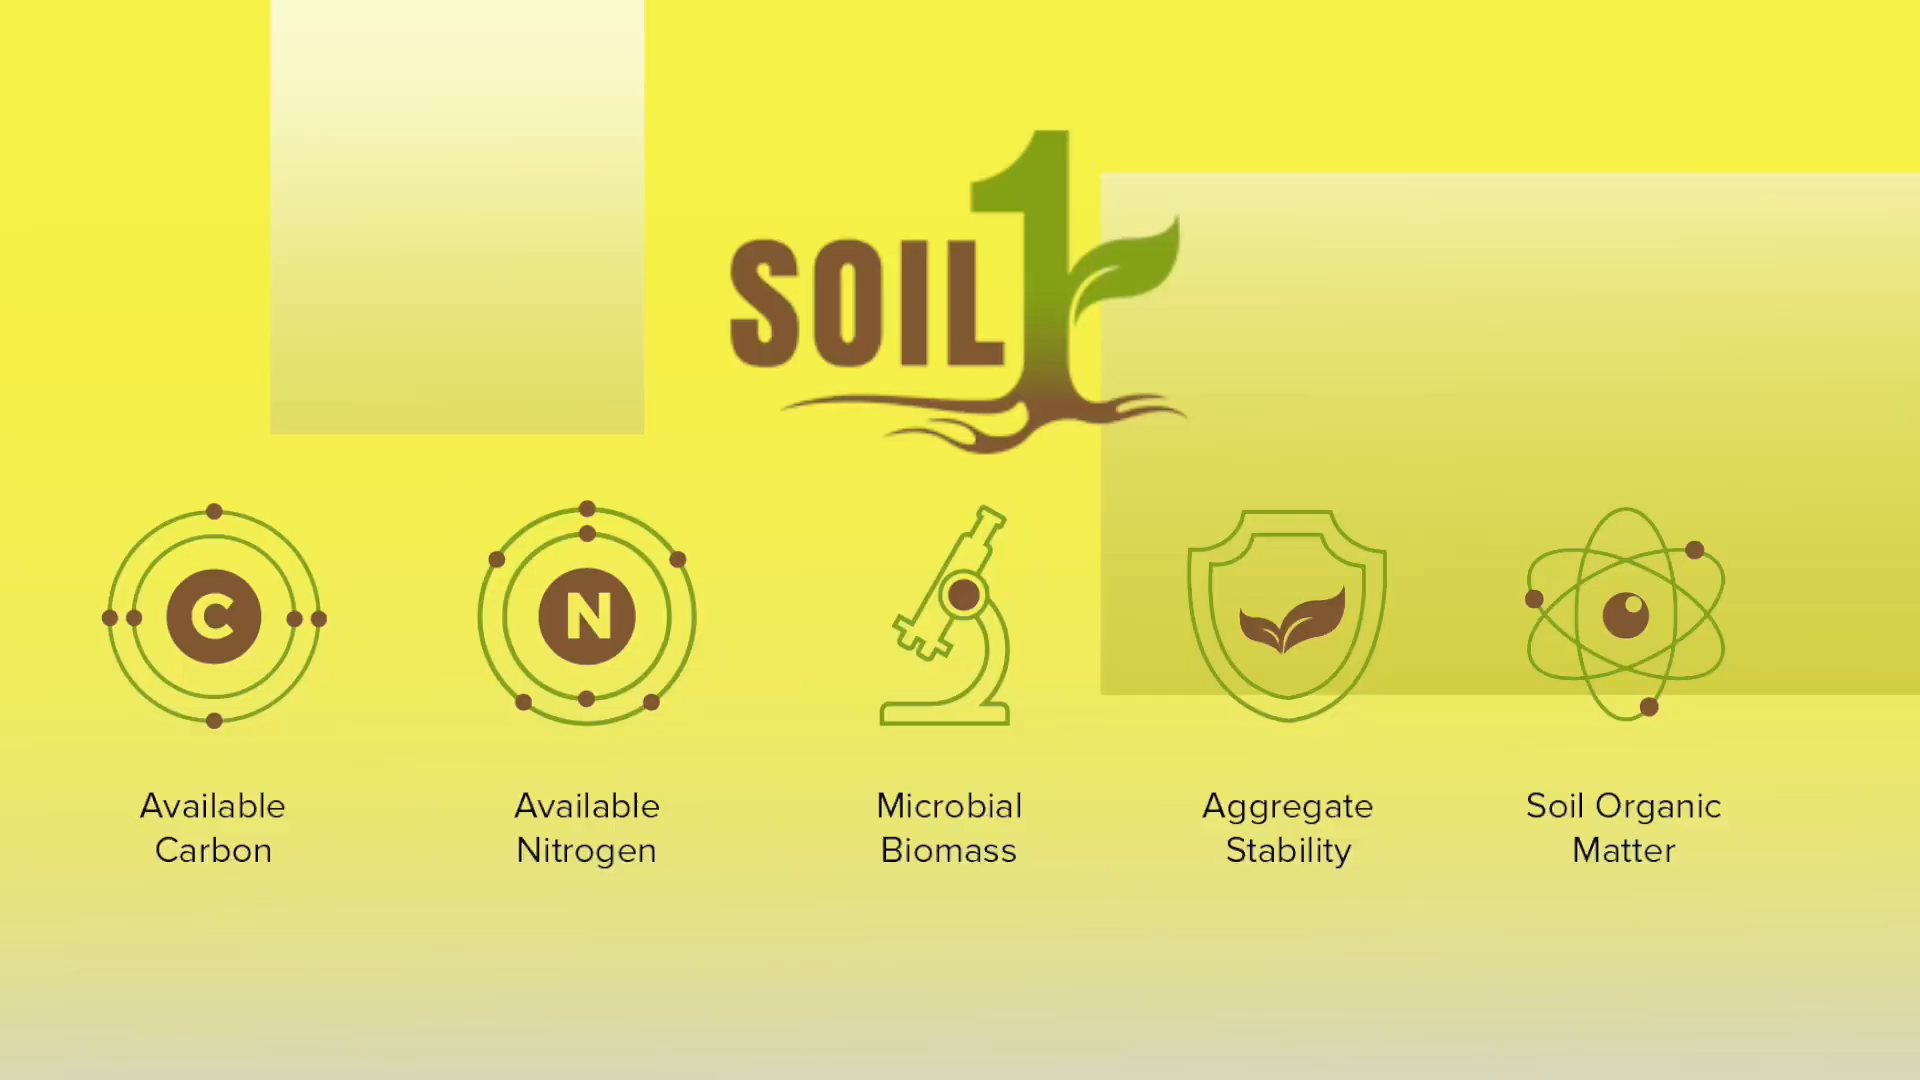 SOIL1
C
N
Available
Carbon
Available
Nitrogen
Microbial
Biomass
Aggregate
Stability
Soil Organic
Matter